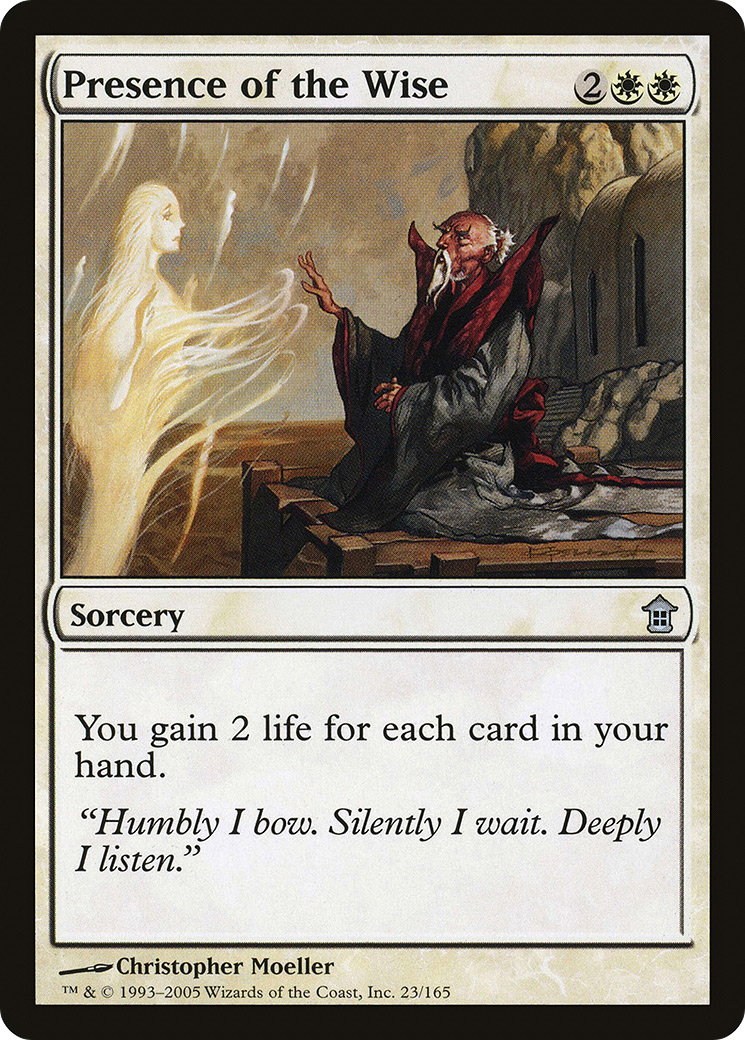 Presence of the Wise 2
Sorcery
You gain 2 life for each card in your
hand.
“Humbly I bow. Silently I wait. Deeply
I listen.”
Christopher Moeller
™ & © 1993–2005 Wizards of the Coast, Inc. 23/165